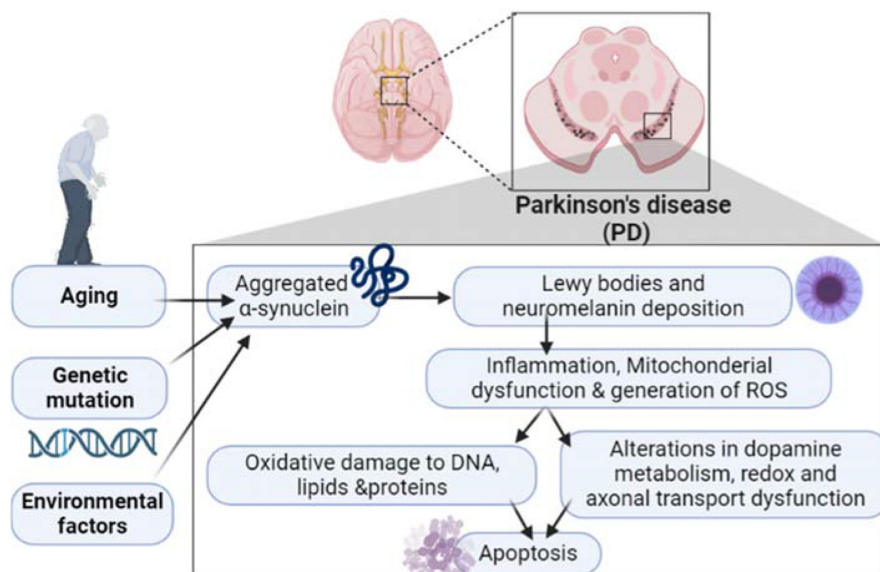 Parkinson's disease
(PD)
Aging
Aggregated
α-synuclein
Lewy bodies and
neuromelanin deposition
Genetic
mutation
Inflammation, Mitochonderial
dysfunction & generation of ROS
Environmental
factors
Oxidative damage to DNA,
lipids &proteins
Alterations in dopamine
metabolism, redox and
axonal transport dysfunction
Apoptosis